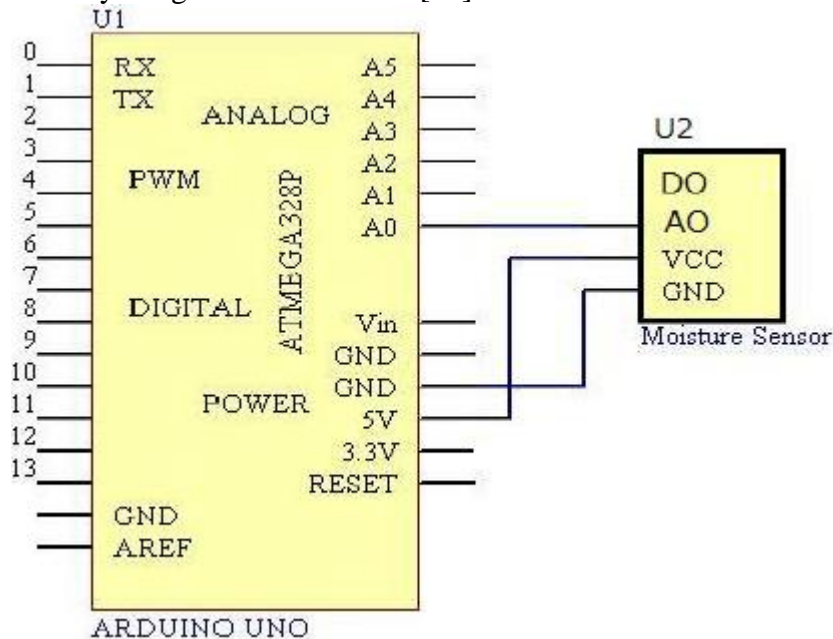 U1
0
RX
A5
1
TX
A4
2
ANALOG
A3
3
A2
4
PWM
A1
5
A0
6
7
8
DIGITAL
Vin
9
GND
10
GND
11
POWER
5V
12
3.3V
13
RESET
GND
AREF
ATMEGA328P
ARDUINO UNO
U2
DO
AO
VCC
GND
Moisture Sensor